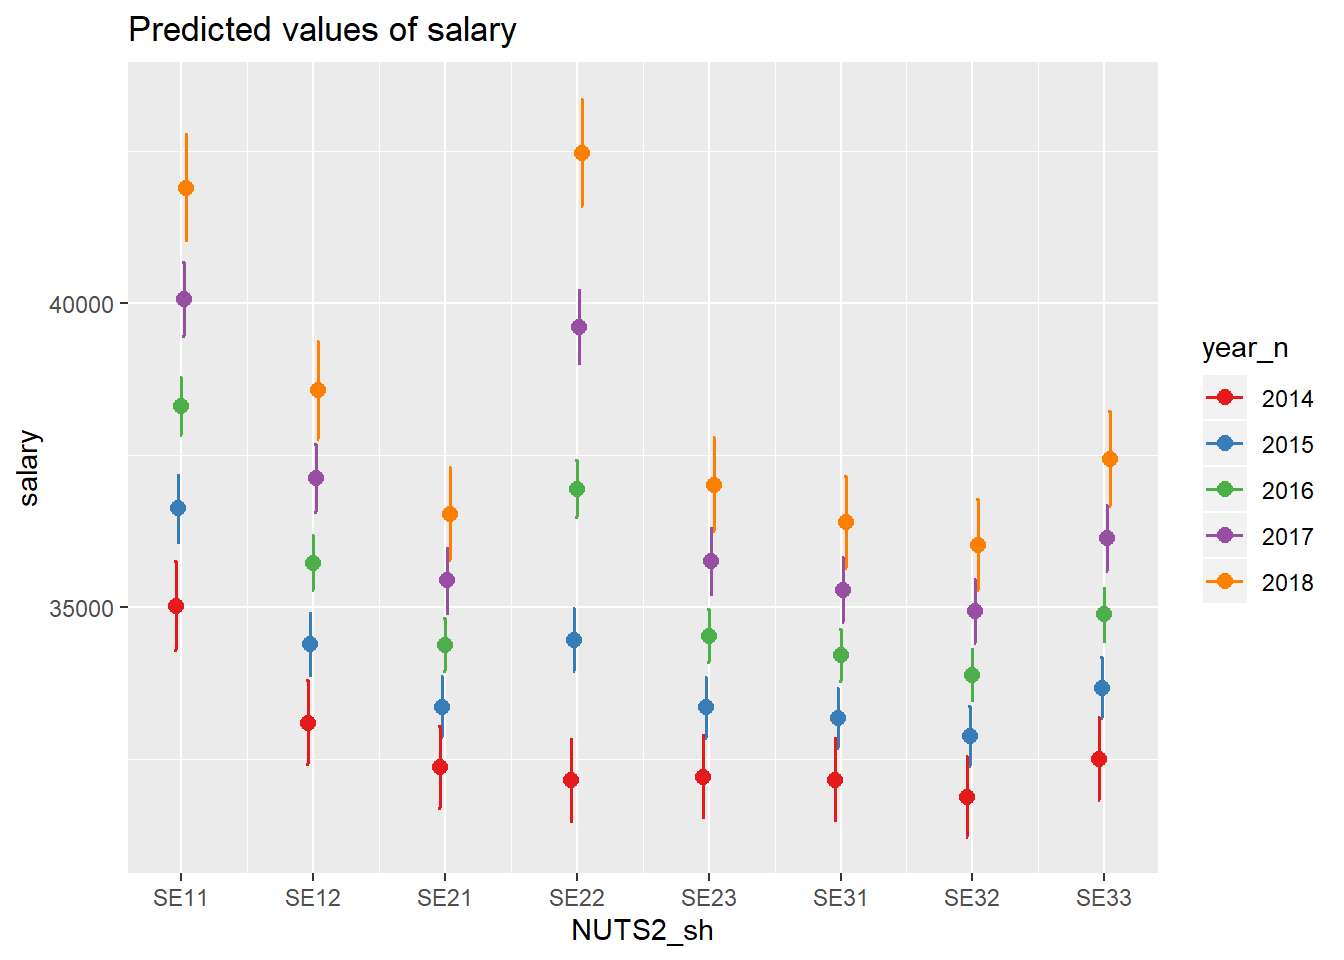 Predicted values of salary
salary
40000
35000
SE11 SE12 SE21 SE22 SE23 SE31 SE32 SE33
NUTS2_sh
year_n
2014
2015
2016
2017
2018